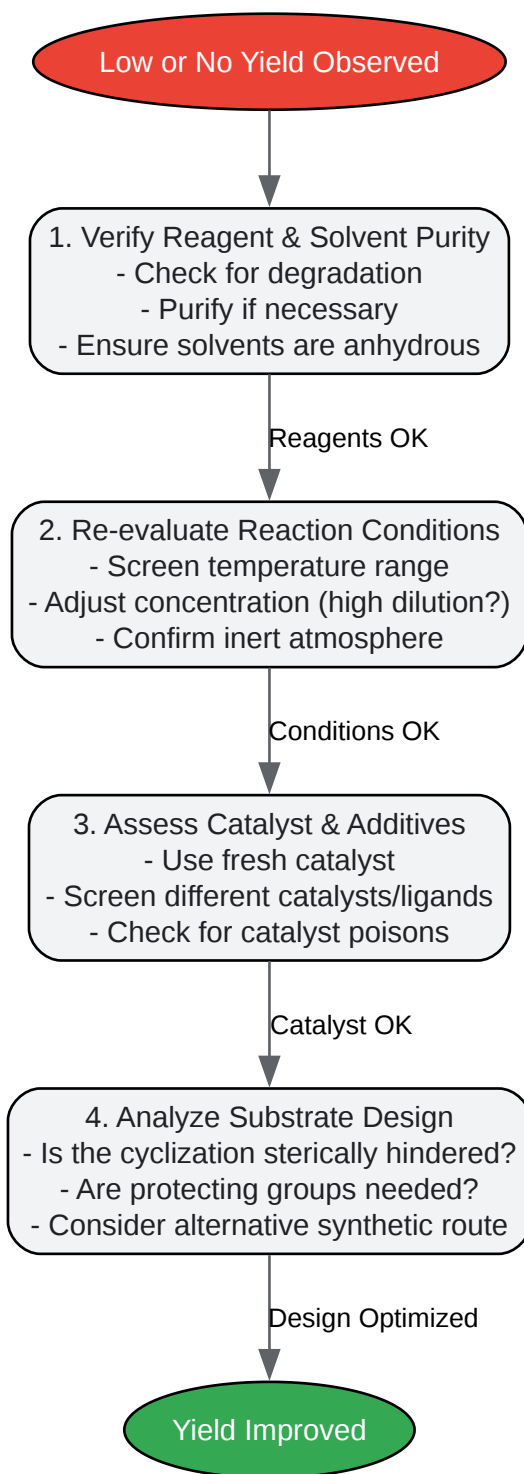 Low or No Yield Observed
1. Verify Reagent & Solvent Purity
- Check for degradation
- Purify if necessary
- Ensure solvents are anhydrous
Reagents OK
2. Re-evaluate Reaction Conditions
- Screen temperature range
- Adjust concentration (high dilution?)
- Confirm inert atmosphere
Conditions OK
3. Assess Catalyst & Additives
- Use fresh catalyst
- Screen different catalysts/ligands
- Check for catalyst poisons
Catalyst OK
4. Analyze Substrate Design
- Is the cyclization sterically hindered?
- Are protecting groups needed?
- Consider alternative synthetic route
Design Optimized
Yield Improved